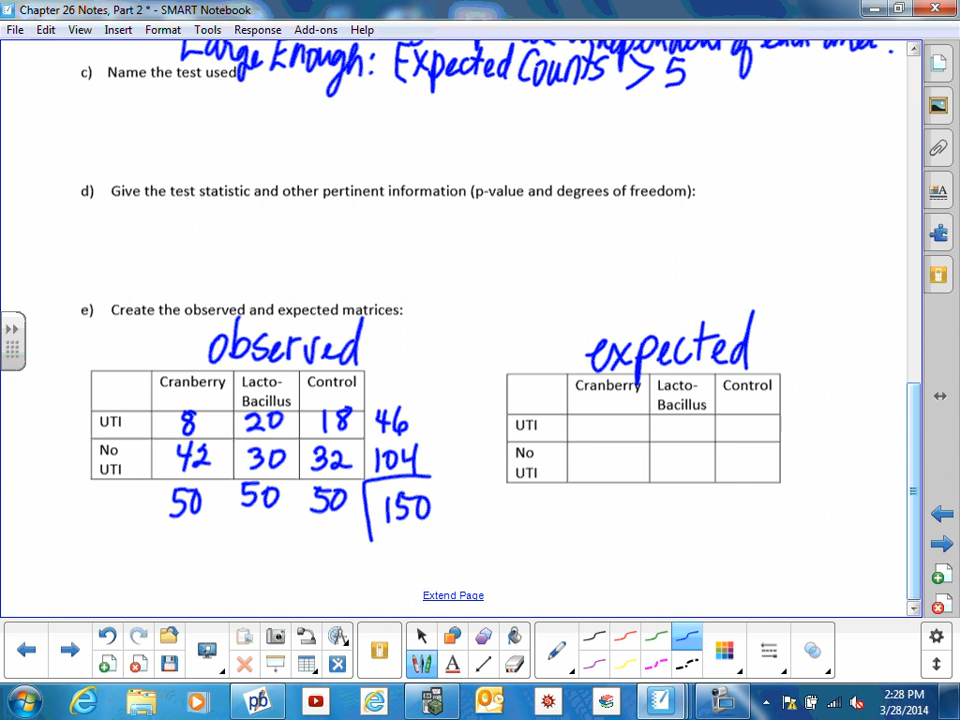 Chapter 26 Notes, Part 2 * - SMART Notebook
File Edit View Insert Format Tools Response Add-ons Help
independent of each other.
Large Enough: Expected Counts > 5
c) Name the test used
d) Give the test statistic and other pertinent information (p-value and degrees of freedom):
e) Create the observed and expected matrices:
observed
Cranberry Lacto-Bacillus Control
UTI 8 20 18 46
No UTI 42 30 32 104
50 50 50 150
expected
Cranberry Lacto-Bacillus Control
UTI
No UTI
Extend Page
2:28 PM
3/28/2014